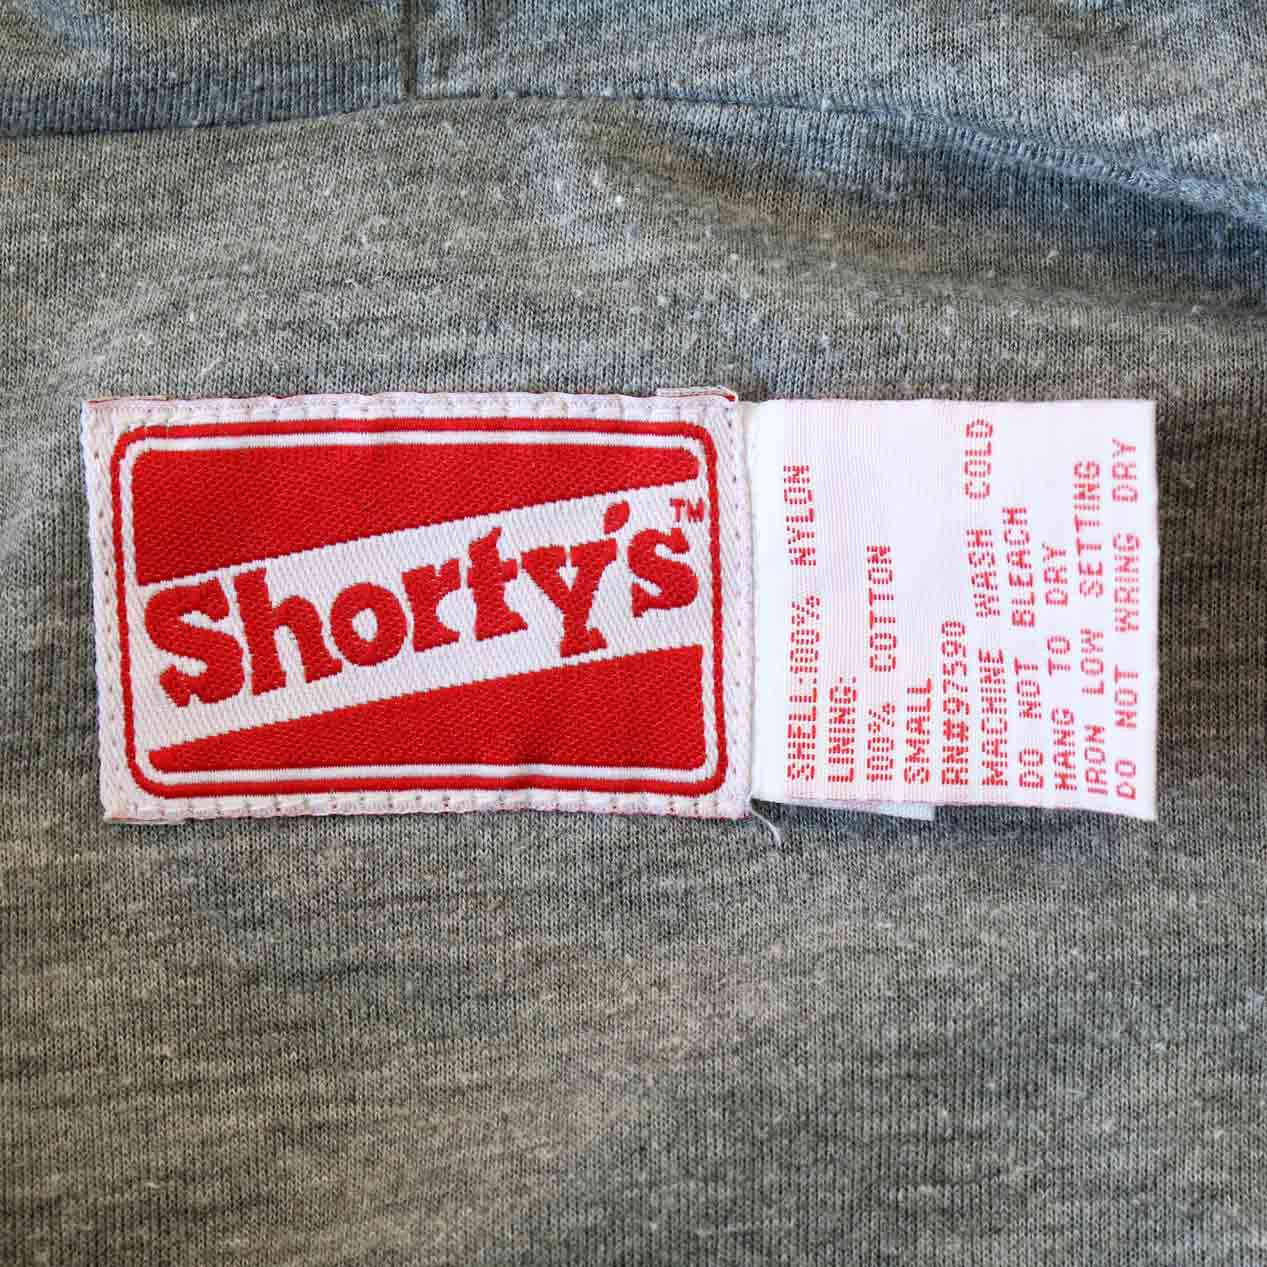 Shorty's™
SHELL:100% NYLON
LINING:
100% COTTON
SMALL
RN#97590
MACHINE WASH COLD
DO NOT BLEACH
HANG TO DRY
IRON LOW SETTING
DO NOT WRING DRY